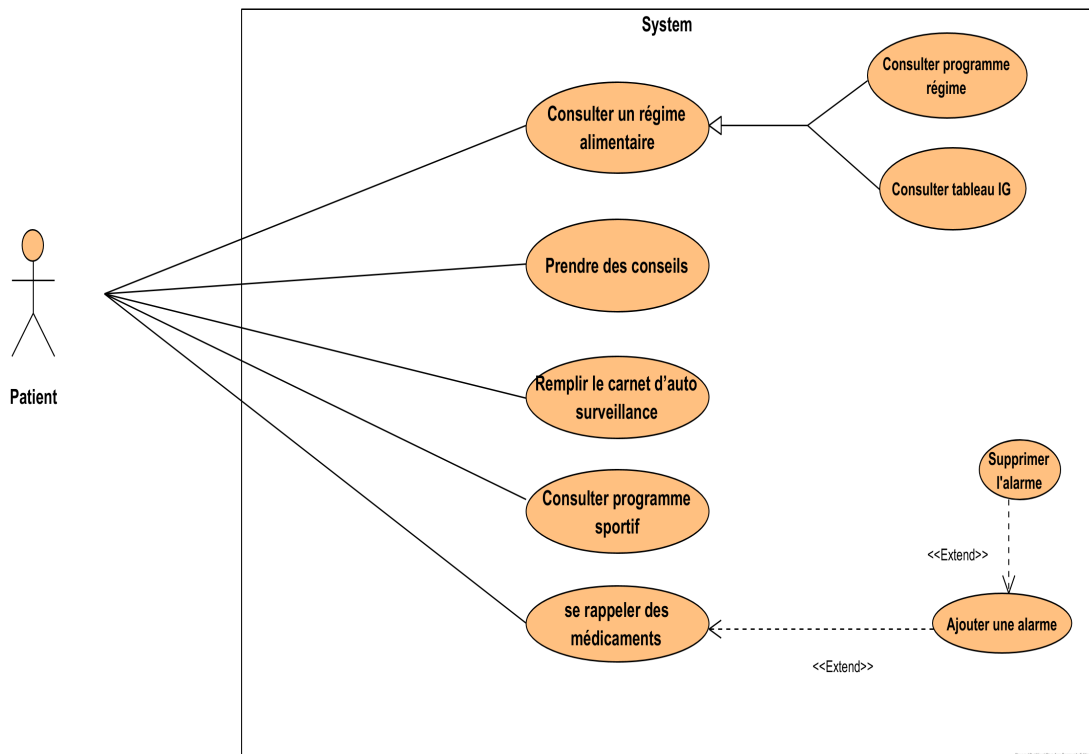 System
Consulter programme
régime
Consulter un régime
alimentaire
Consulter tableau IG
Prendre des conseils
Patient
Remplir le carnet d'auto
surveillance
Supprimer
l'alarme
Consulter programme
sportif
<<Extend>>
se rappeler des
médicaments
Ajouter une alarme
<<Extend>>